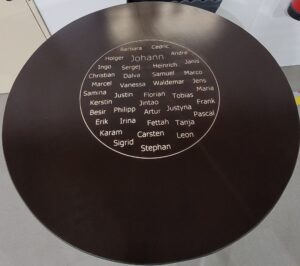 Barbara Cedric
Holger Johann Andre
Ingo Sergej Heinrich Janis
Christian Dalva Samuel Marco
Marcel Vanessa Waldemar Jens
Samina Justin Florian Tobias Maria
Kerstin Jintao Frank
Besir Philipp Artur Justyna Pascal
Erik Irina Fettah Tanja
Karam Carsten Leon
Sigrid Stephan